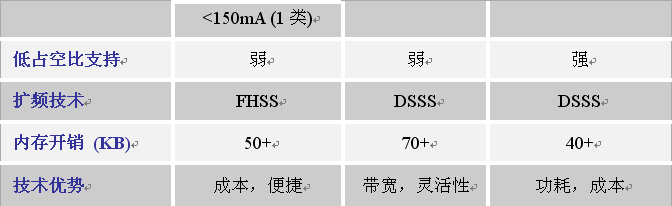 <150mA (1 类)
低占空比支持 弱 弱 强
扩频技术 FHSS DSSS DSSS
内存开销 (KB) 50+ 70+ 40+
技术优势 成本，便捷 带宽，灵活性 功耗，成本